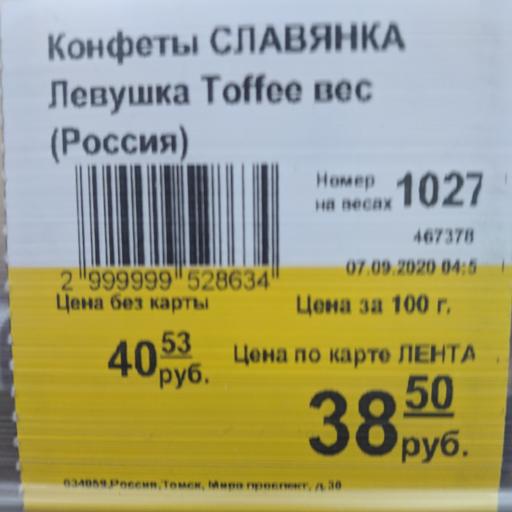 Конфеты СЛАВЯНКА
Левушка Toffee вес
(Россия)
Номер
на весах 1027
467378
07.09.2020 04:5
2 999999 528634
Цена без карты
Цена за 100 г.
40 53 руб.
Цена по карте ЛЕНТА
38 50 руб.
634059,Россия,Томск, Мира проспект, д.30